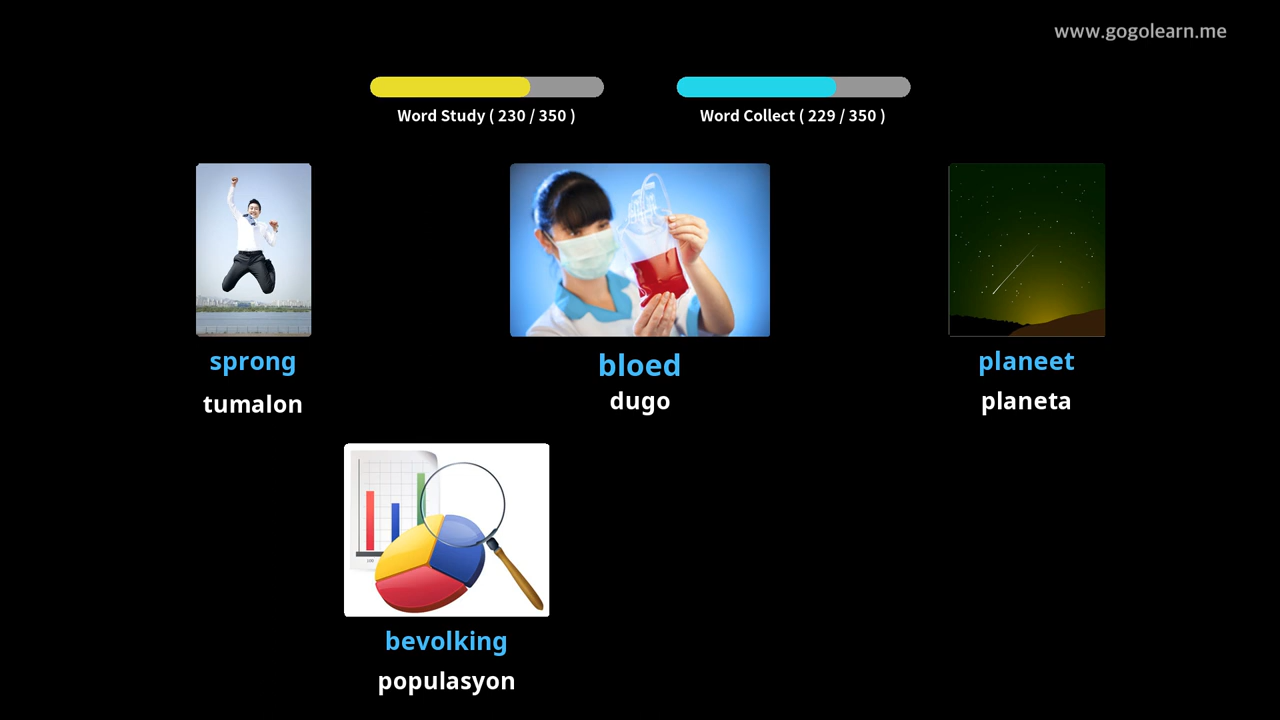 www.gogolearn.me
Word Study ( 230 / 350 )
Word Collect ( 229 / 350 )
sprong
bloed
planeet
tumalon
dugo
planeta
bevolking
populasyon